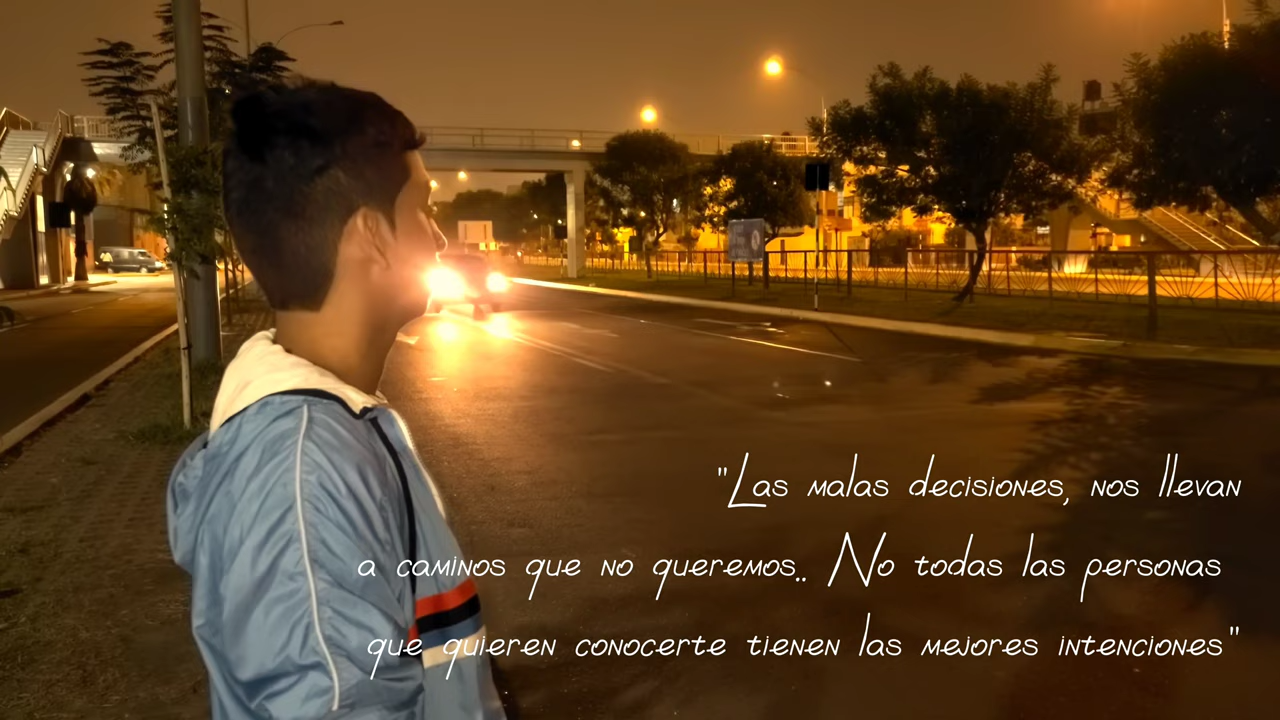 "Las malas decisiones, nos llevan
a caminos que no queremos.. No todas las personas
que quieren conocerte tienen las mejores intenciones"